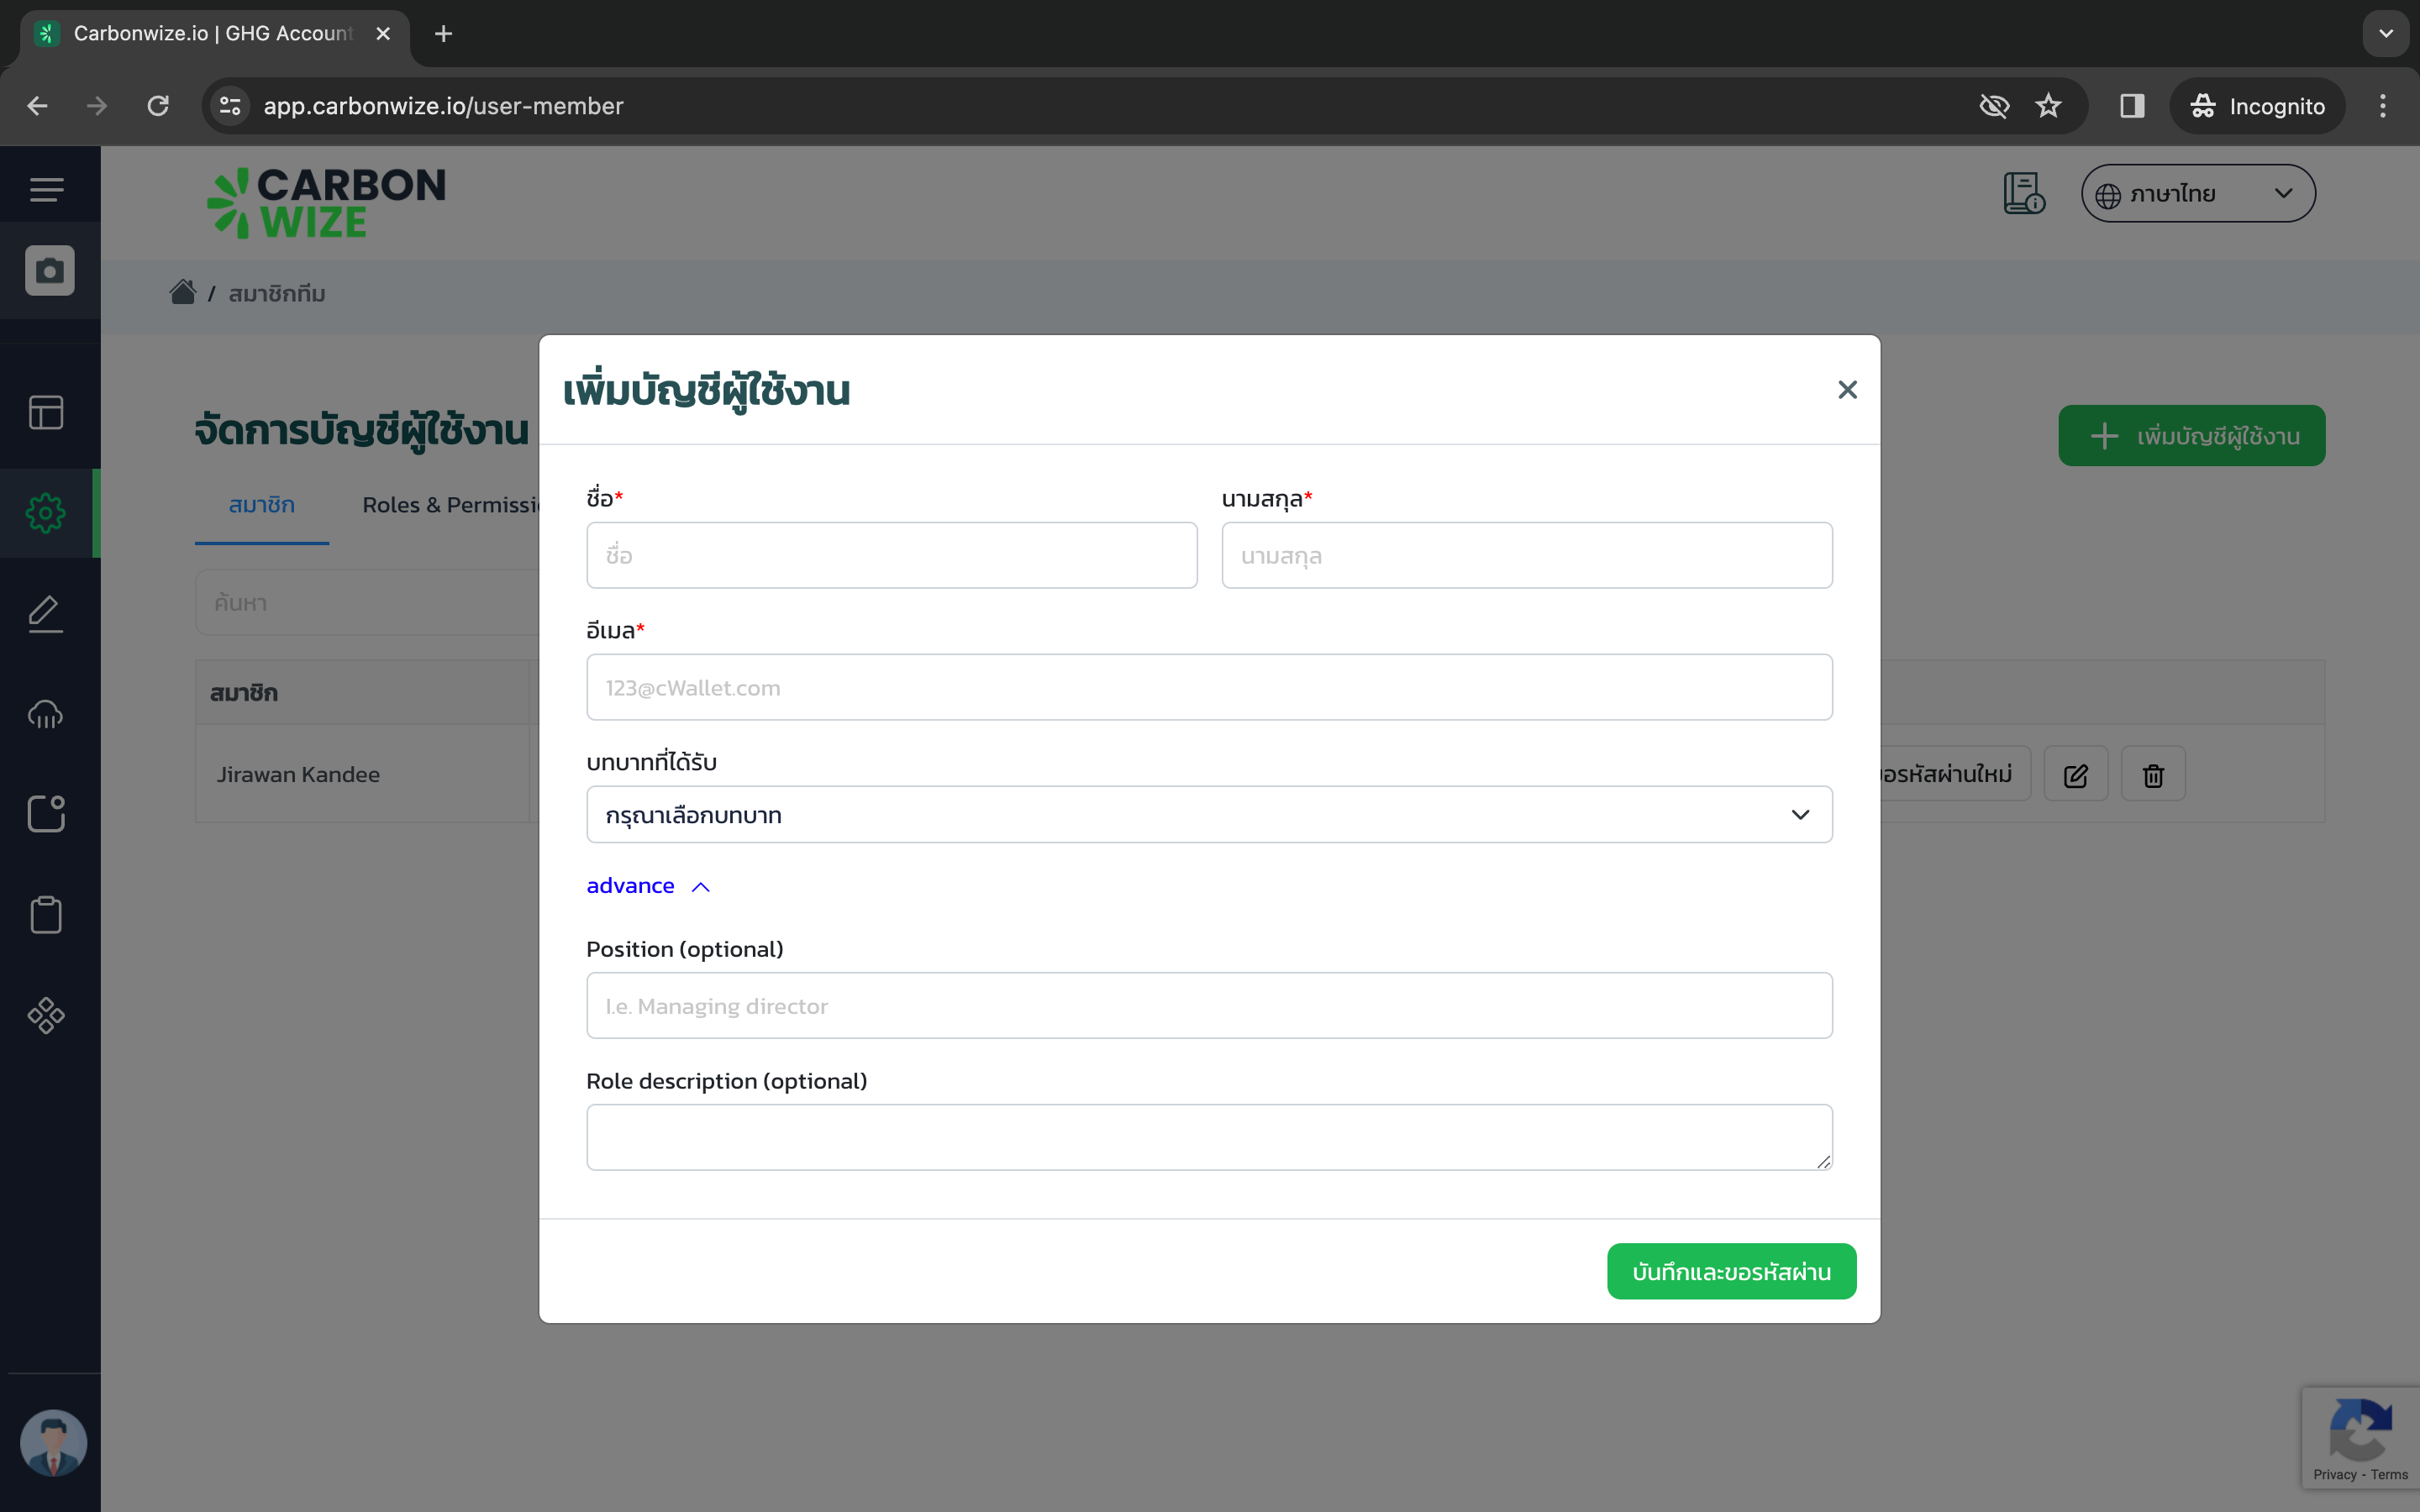 Carbonwize.io | GHG Account
app.carbonwize.io/user-member
Incognito
CARBON
WIZE
ภาษาไทย
/ สมาชิกทีม
เพิ่มบัญชีผู้ใช้งาน
จัดการบัญชีผู้ใช้งาน
เพิ่มบัญชีผู้ใช้งาน
สมาชิก
Roles & Permissi
ชื่อ*
นามสกุล*
ชื่อ
นามสกุล
ค้นหา
อีเมล*
123@cWallet.com
สมาชิก
บทบาทที่ได้รับ
Jirawan Kandee
อรหัสผ่านใหม่
กรุณาเลือกบทบาท
advance
Position (optional)
I.e. Managing director
Role description (optional)
บันทึกและขอรหัสผ่าน
Privacy - Terms